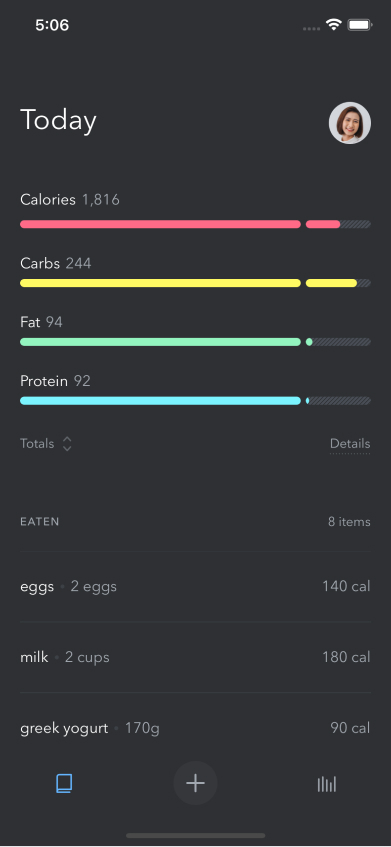 5:06
Today
Calories 1,816
Carbs 244
Fat 94
Protein 92
Totals Details
EATEN 8 items
eggs • 2 eggs 140 cal
milk • 2 cups 180 cal
greek yogurt • 170g 90 cal